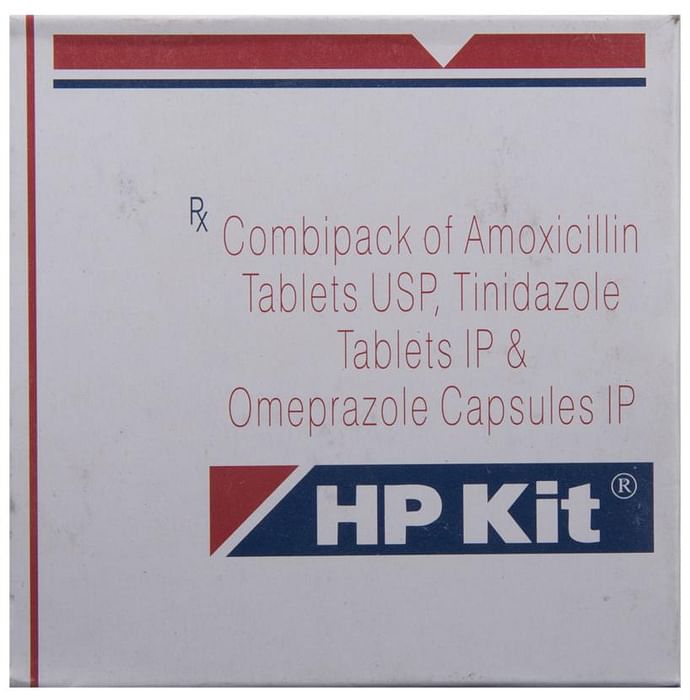 Rx Combipack of Amoxicillin
Tablets USP, Tinidazole
Tablets IP &
Omeprazole Capsules IP
HP Kit®